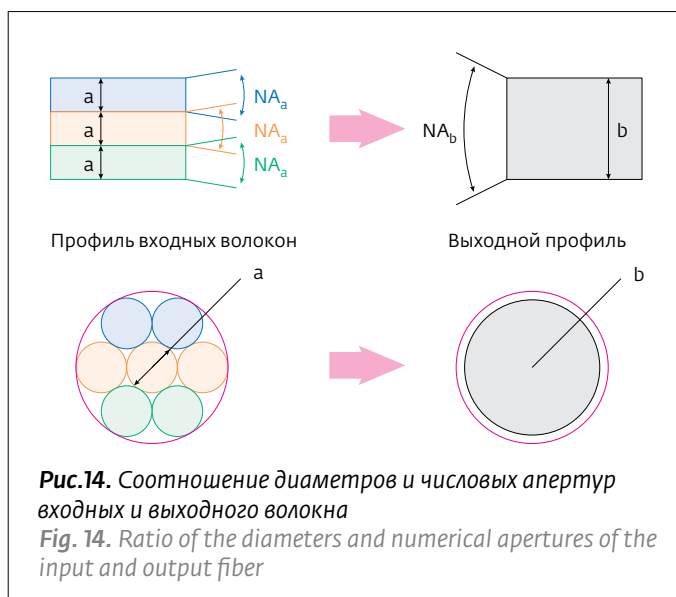 a
a
a
NAₐ
NAₐ
NAₐ
NA_b
b
Профиль входных волокон
Выходной профиль
a
b
Рис.14. Соотношение диаметров и числовых апертур
входных и выходного волокна
Fig. 14. Ratio of the diameters and numerical apertures of the
input and output fiber